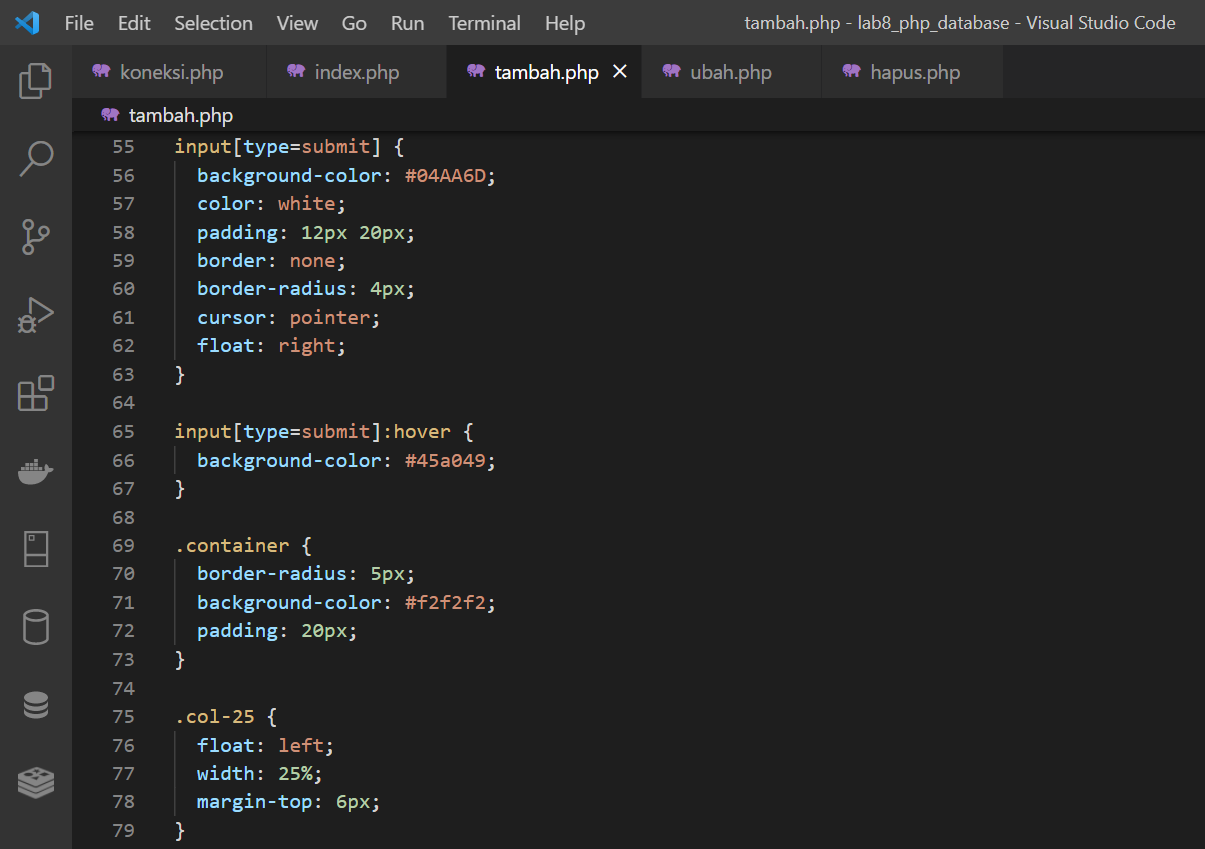 File Edit Selection View Go Run Terminal Help tambah.php - lab8_php_database - Visual Studio Code
koneksi.php index.php tambah.php ubah.php hapus.php
tambah.php
55 input[type=submit] {
56 background-color: #04AA6D;
57 color: white;
58 padding: 12px 20px;
59 border: none;
60 border-radius: 4px;
61 cursor: pointer;
62 float: right;
63 }
64
65 input[type=submit]:hover {
66 background-color: #45a049;
67 }
68
69 .container {
70 border-radius: 5px;
71 background-color: #f2f2f2;
72 padding: 20px;
73 }
74
75 .col-25 {
76 float: left;
77 width: 25%;
78 margin-top: 6px;
79 }